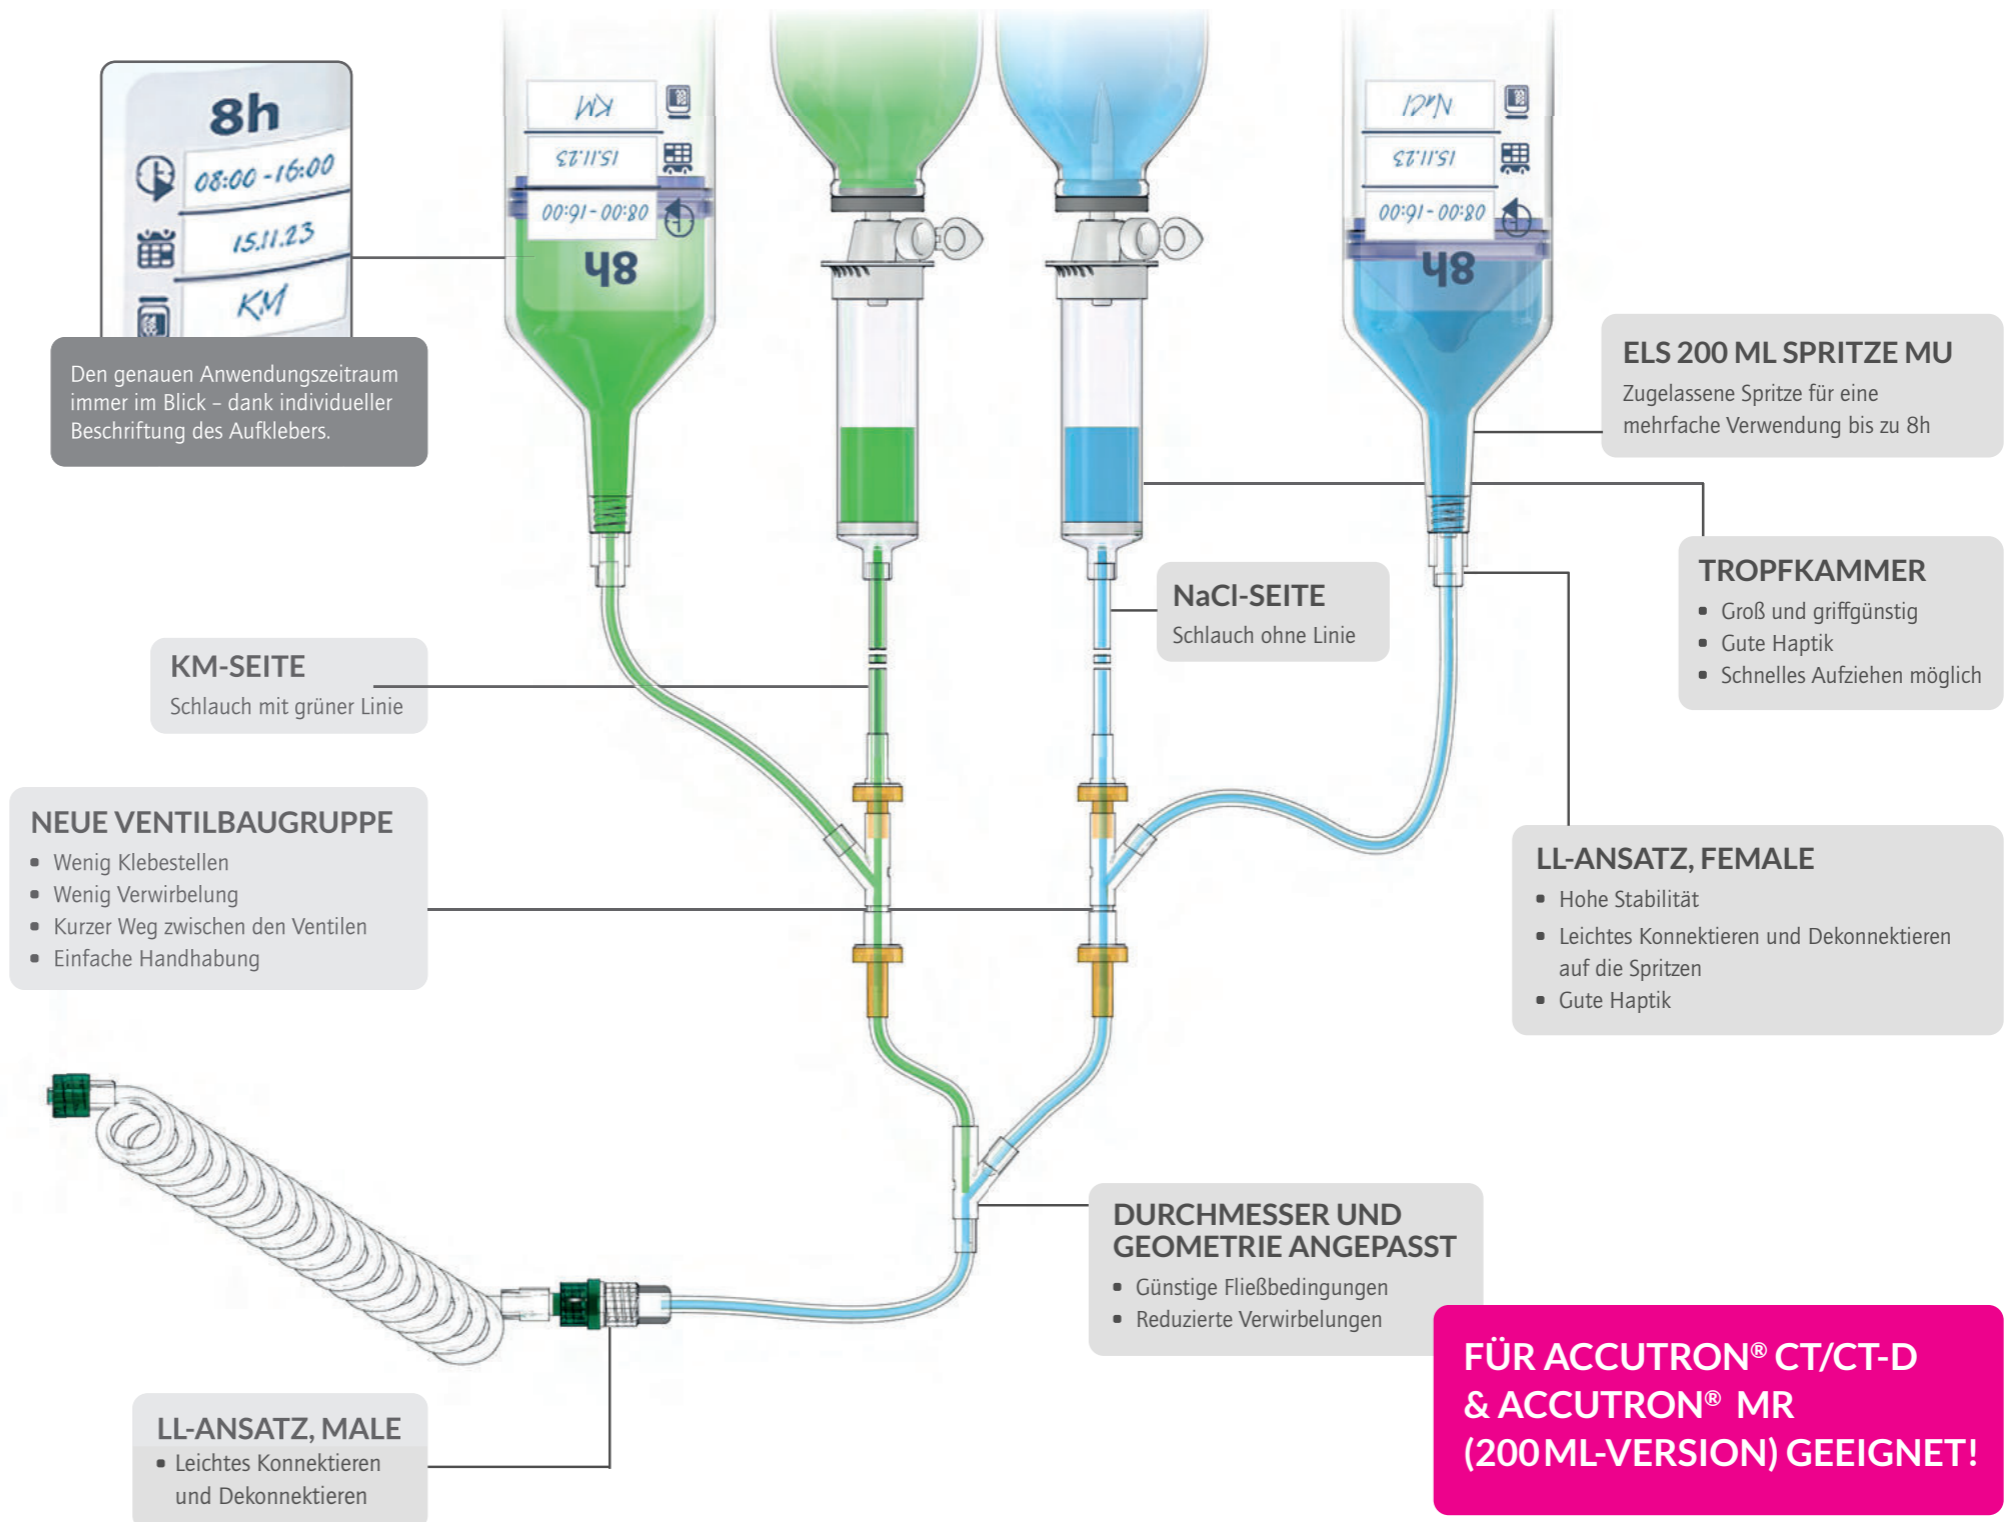 8h
08:00 - 16:00
15.11.23
KM
Den genauen Anwendungszeitraum
immer im Blick – dank individueller
Beschriftung des Aufklebers.
KM
15.11.23
08:00 - 16:00
8h
NaCl
15.11.23
08:00 - 16:00
8h
ELS 200 ML SPRITZE MU
Zugelassene Spritze für eine
mehrfache Verwendung bis zu 8h
TROPFKAMMER
▪ Groß und griffgünstig
▪ Gute Haptik
▪ Schnelles Aufziehen möglich
NaCl-SEITE
Schlauch ohne Linie
KM-SEITE
Schlauch mit grüner Linie
NEUE VENTILBAUGRUPPE
▪ Wenig Klebestellen
▪ Wenig Verwirbelung
▪ Kurzer Weg zwischen den Ventilen
▪ Einfache Handhabung
LL-ANSATZ, FEMALE
▪ Hohe Stabilität
▪ Leichtes Konnektieren und Dekonnektieren
auf die Spritzen
▪ Gute Haptik
DURCHMESSER UND
GEOMETRIE ANGEPASST
▪ Günstige Fließbedingungen
▪ Reduzierte Verwirbelungen
LL-ANSATZ, MALE
▪ Leichtes Konnektieren
und Dekonnektieren
FÜR ACCUTRON® CT/CT-D
& ACCUTRON® MR
(200 ML-VERSION) GEEIGNET!